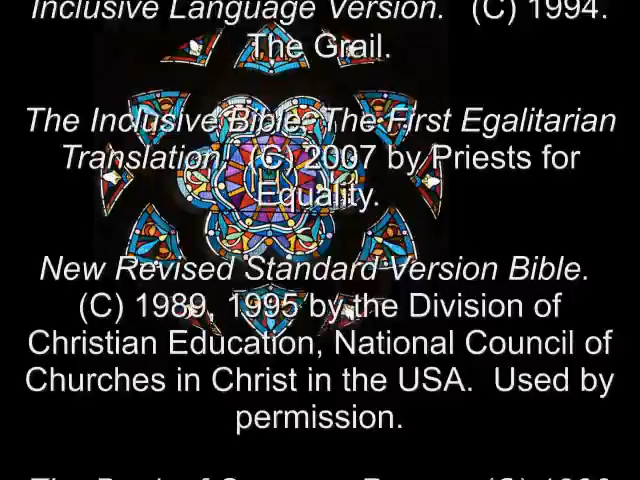 Inclusive Language Version.   (C) 1994.
The Grail.
The Inclusive Bible: The First Egalitarian
Translation.  (C) 2007 by Priests for
Equality.
New Revised Standard Version Bible.
(C) 1989, 1995 by the Division of
Christian Education, National Council of
Churches in Christ in the USA.  Used by
permission.